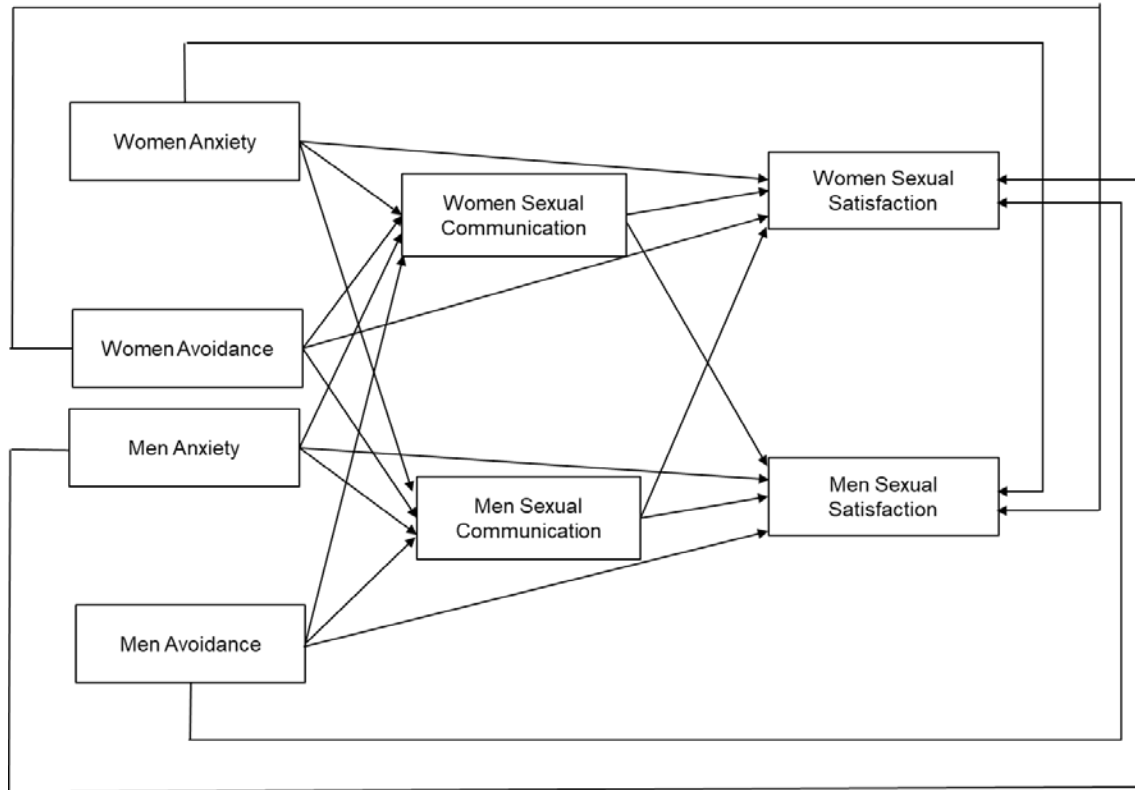 Women Anxiety
Women Sexual
Communication
Women Sexual
Satisfaction
Women Avoidance
Men Anxiety
Men Sexual
Communication
Men Sexual
Satisfaction
Men Avoidance